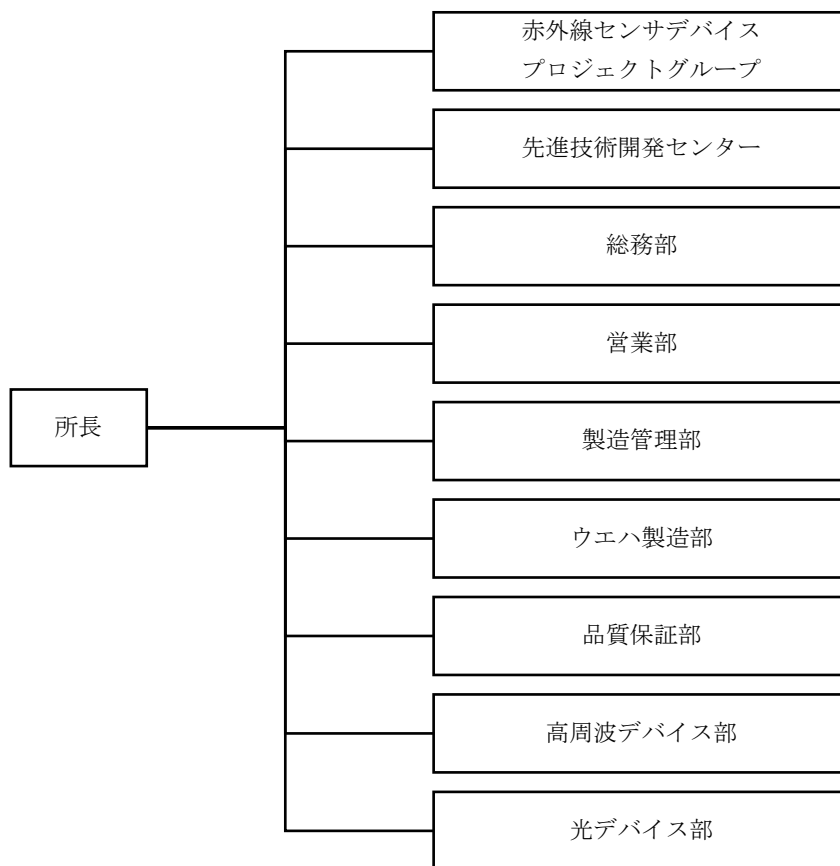 赤外線センサデバイス
プロジェクトグループ
先進技術開発センター
総務部
営業部
所長
製造管理部
ウエハ製造部
品質保証部
高周波デバイス部
光デバイス部